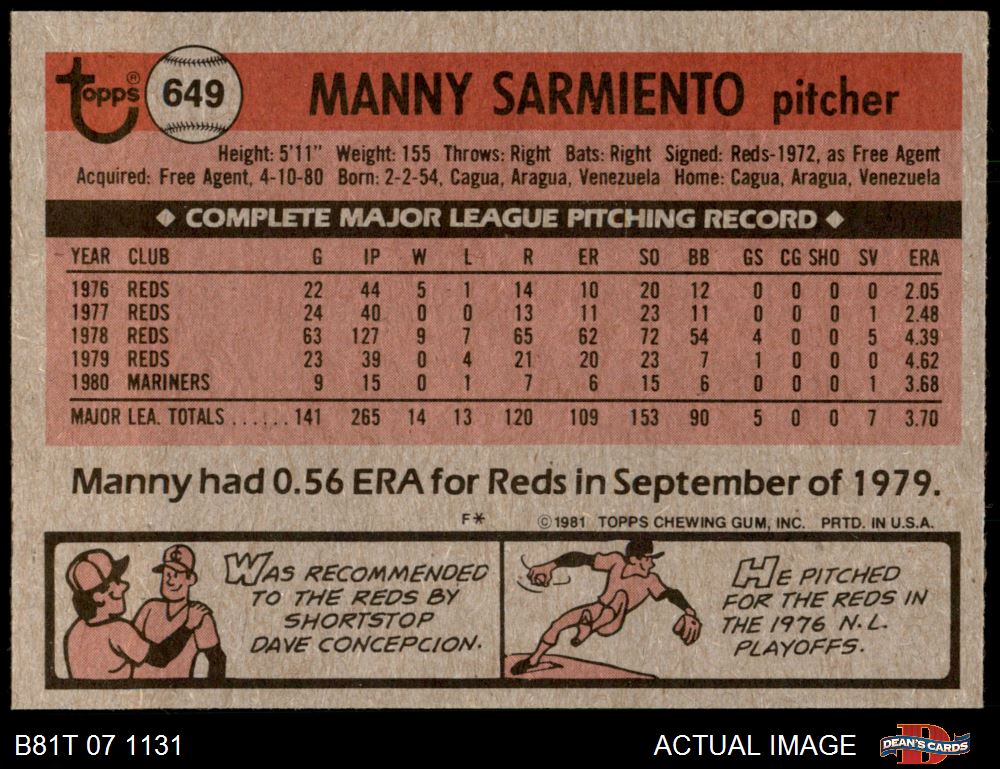 topps ® 649 MANNY SARMIENTO pitcher
Height: 5'11" Weight: 155 Throws: Right Bats: Right Signed: Reds-1972, as Free Agent
Acquired: Free Agent, 4-10-80 Born: 2-2-54, Cagua, Aragua, Venezuela Home: Cagua, Aragua, Venezuela
◆ COMPLETE MAJOR LEAGUE PITCHING RECORD ◆
YEAR CLUB G IP W L R ER SO BB GS CG SHO SV ERA
1976 REDS 22 44 5 1 14 10 20 12 0 0 0 0 2.05
1977 REDS 24 40 0 0 13 11 23 11 0 0 0 1 2.48
1978 REDS 63 127 9 7 65 62 72 54 4 0 0 5 4.39
1979 REDS 23 39 0 4 21 20 23 7 1 0 0 0 4.62
1980 MARINERS 9 15 0 1 7 6 15 6 0 0 0 1 3.68
MAJOR LEA. TOTALS ...... 141 265 14 13 120 109 153 90 5 0 0 7 3.70
Manny had 0.56 ERA for Reds in September of 1979.
F* ©1981 TOPPS CHEWING GUM, INC. PRTD. IN U.S.A.
WAS RECOMMENDED
TO THE REDS BY
SHORTSTOP
DAVE CONCEPCION.
HE PITCHED
FOR THE REDS IN
THE 1976 N.L.
PLAYOFFS.
B81T 07 1131 ACTUAL IMAGE DEAN'S CARDS